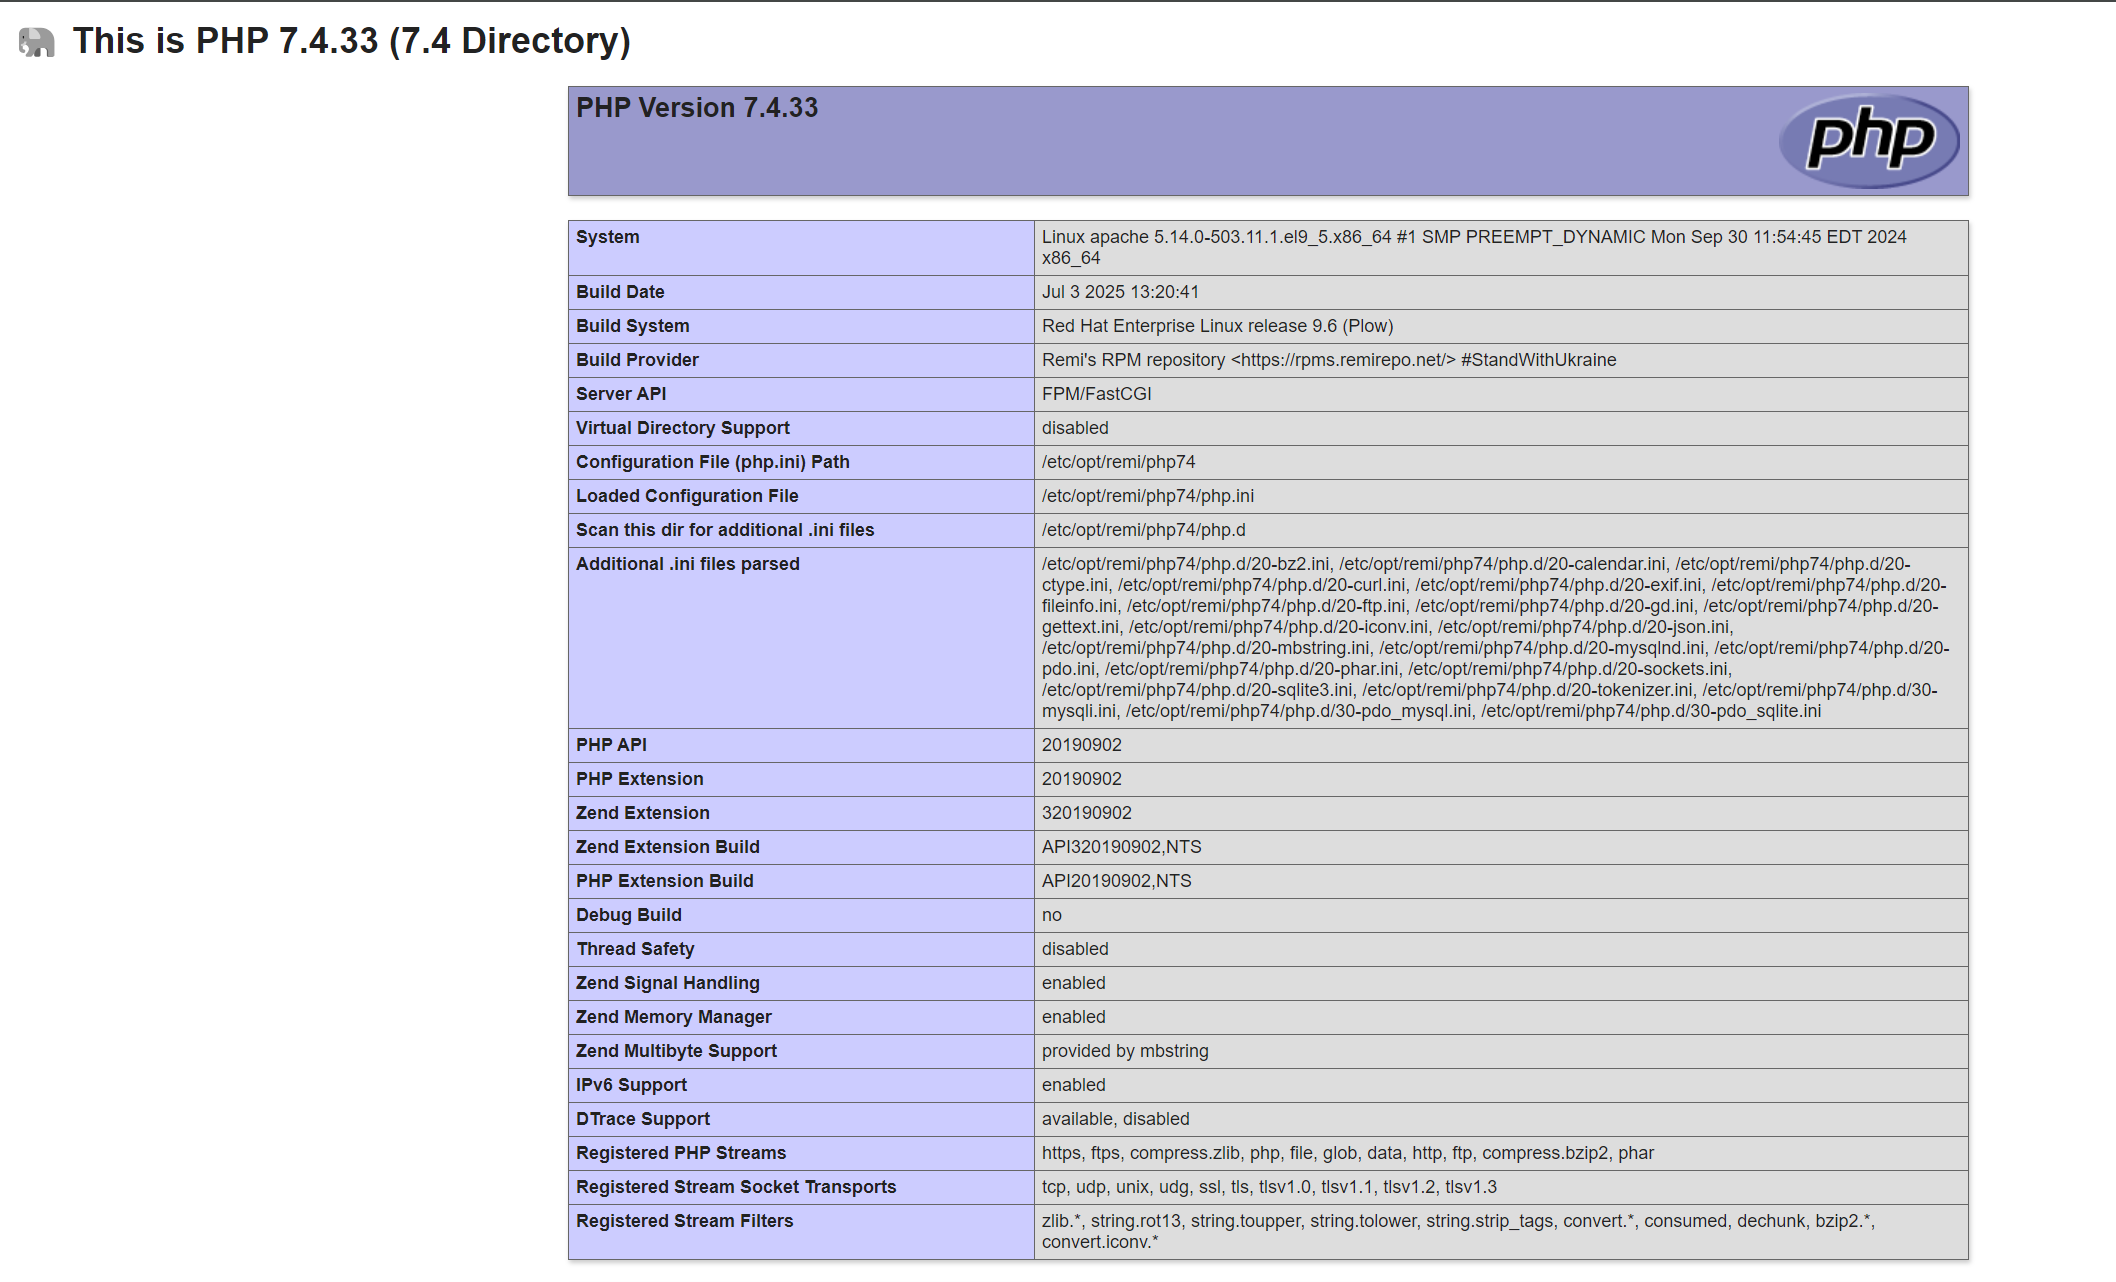 This is PHP 7.4.33 (7.4 Directory)
PHP Version 7.4.33
php
System
Linux apache 5.14.0-503.11.1.el9_5.x86_64 #1 SMP PREEMPT_DYNAMIC Mon Sep 30 11:54:45 EDT 2024
x86_64
Build Date
Jul 3 2025 13:20:41
Build System
Red Hat Enterprise Linux release 9.6 (Plow)
Build Provider
Remi's RPM repository <https://rpms.remirepo.net/> #StandWithUkraine
Server API
FPM/FastCGI
Virtual Directory Support
disabled
Configuration File (php.ini) Path
/etc/opt/remi/php74
Loaded Configuration File
/etc/opt/remi/php74/php.ini
Scan this dir for additional .ini files
/etc/opt/remi/php74/php.d
Additional .ini files parsed
/etc/opt/remi/php74/php.d/20-bz2.ini, /etc/opt/remi/php74/php.d/20-calendar.ini, /etc/opt/remi/php74/php.d/20-
ctype.ini, /etc/opt/remi/php74/php.d/20-curl.ini, /etc/opt/remi/php74/php.d/20-exif.ini, /etc/opt/remi/php74/php.d/20-
fileinfo.ini, /etc/opt/remi/php74/php.d/20-ftp.ini, /etc/opt/remi/php74/php.d/20-gd.ini, /etc/opt/remi/php74/php.d/20-
gettext.ini, /etc/opt/remi/php74/php.d/20-iconv.ini, /etc/opt/remi/php74/php.d/20-json.ini,
/etc/opt/remi/php74/php.d/20-mbstring.ini, /etc/opt/remi/php74/php.d/20-mysqlnd.ini, /etc/opt/remi/php74/php.d/20-
pdo.ini, /etc/opt/remi/php74/php.d/20-phar.ini, /etc/opt/remi/php74/php.d/20-sockets.ini,
/etc/opt/remi/php74/php.d/20-sqlite3.ini, /etc/opt/remi/php74/php.d/20-tokenizer.ini, /etc/opt/remi/php74/php.d/30-
mysqli.ini, /etc/opt/remi/php74/php.d/30-pdo_mysql.ini, /etc/opt/remi/php74/php.d/30-pdo_sqlite.ini
PHP API
20190902
PHP Extension
20190902
Zend Extension
320190902
Zend Extension Build
API320190902,NTS
PHP Extension Build
API20190902,NTS
Debug Build
no
Thread Safety
disabled
Zend Signal Handling
enabled
Zend Memory Manager
enabled
Zend Multibyte Support
provided by mbstring
IPv6 Support
enabled
DTrace Support
available, disabled
Registered PHP Streams
https, ftps, compress.zlib, php, file, glob, data, http, ftp, compress.bzip2, phar
Registered Stream Socket Transports
tcp, udp, unix, udg, ssl, tls, tlsv1.0, tlsv1.1, tlsv1.2, tlsv1.3
Registered Stream Filters
zlib.*, string.rot13, string.toupper, string.tolower, string.strip_tags, convert.*, consumed, dechunk, bzip2.*,
convert.iconv.*